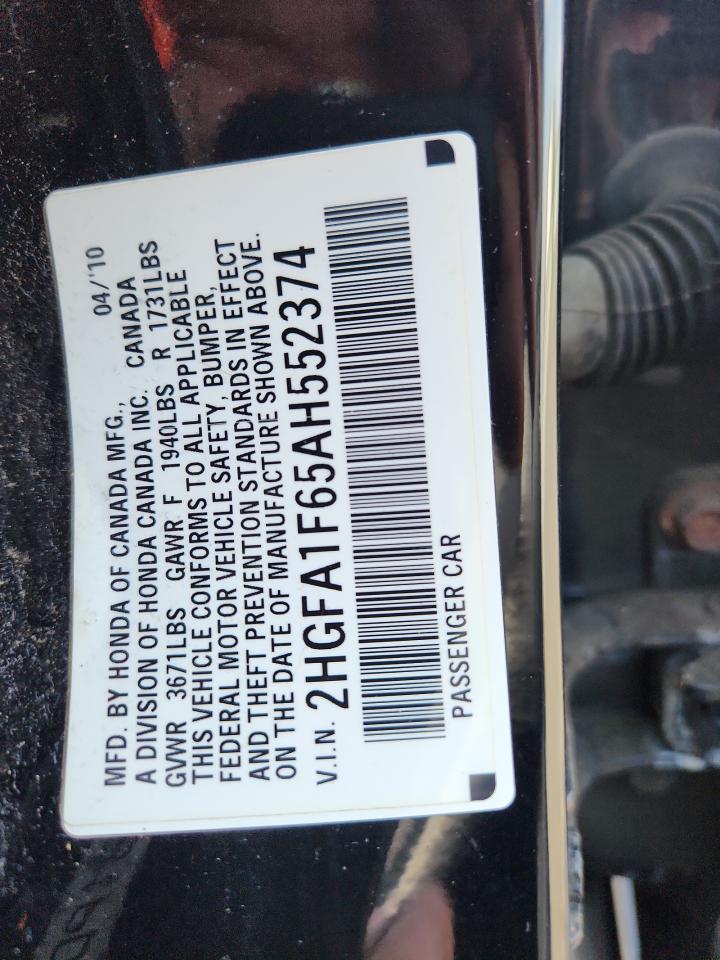 MFD. BY HONDA OF CANADA MFG., 04/'10
A DIVISION OF HONDA CANADA INC. CANADA
GVWR 3671LBS GAWR F 1940LBS R 1731LBS
THIS VEHICLE CONFORMS TO ALL APPLICABLE
FEDERAL MOTOR VEHICLE SAFETY, BUMPER,
AND THEFT PREVENTION STANDARDS IN EFFECT
ON THE DATE OF MANUFACTURE SHOWN ABOVE.
V.I.N. 2HGFA1F65AH552374
PASSENGER CAR